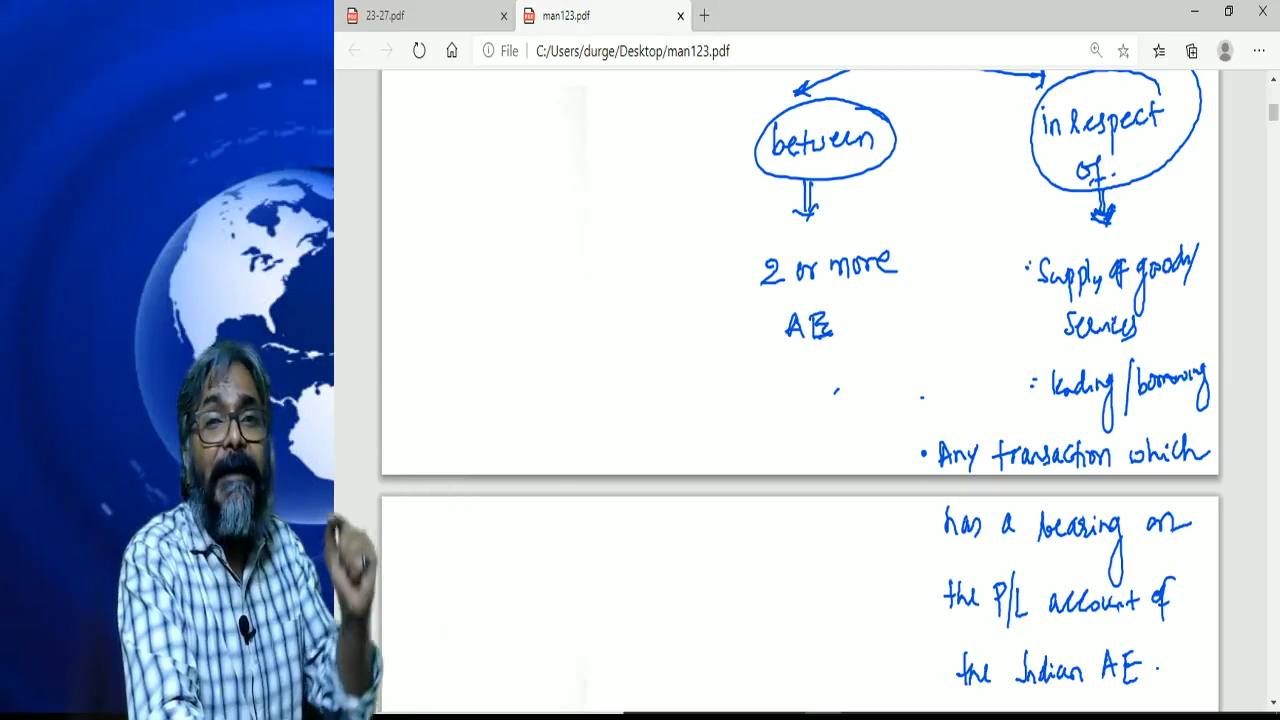 23-27.pdf
man123.pdf
File
C:/Users/durge/Desktop/man123.pdf
between
in respect
of.
2 or more
AE
Supply of goods/
Services
lending/borrowing
• Any transaction which
has a bearing on
the P/L account of
the Indian AE.